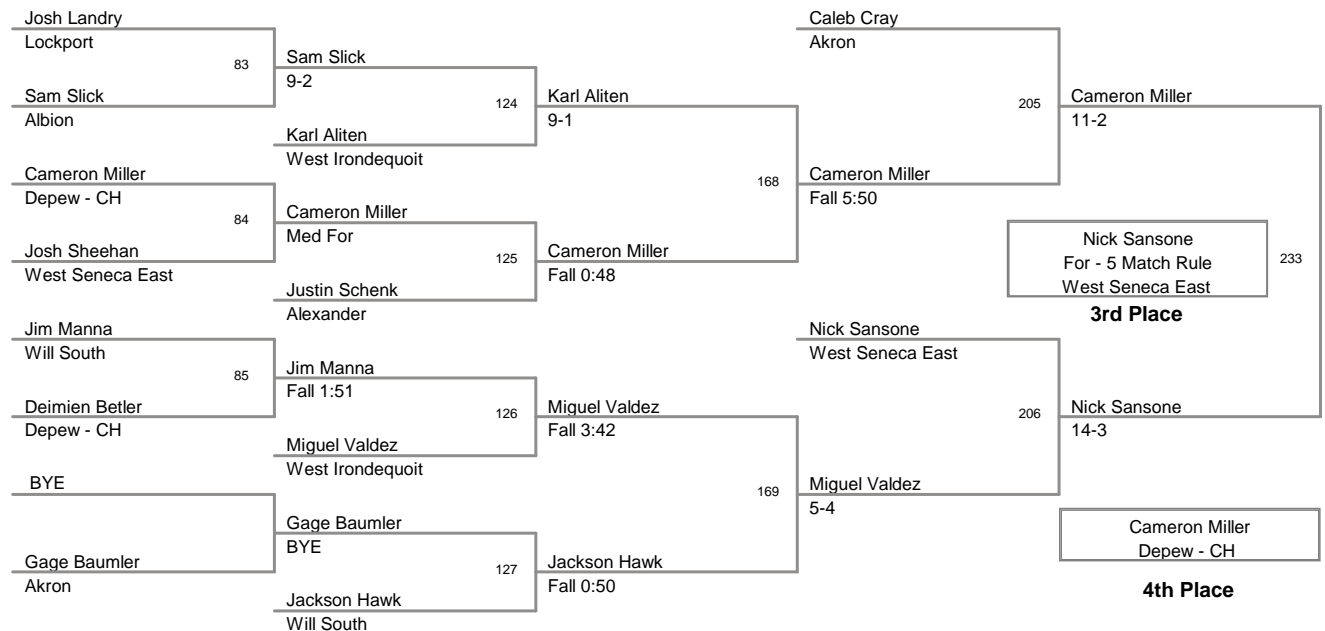 Josh Landry
Lockport
83
Sam Slick
Albion
Cameron Miller
Depew - CH
84
Josh Sheehan
West Seneca East
Jim Manna
Will South
85
Deimien Betler
Depew - CH
BYE
Gage Baumler
Akron
Sam Slick
9-2
124
Karl Aliten
West Irondequoit
Cameron Miller
Med For
125
Justin Schenk
Alexander
Jim Manna
Fall 1:51
126
Miguel Valdez
West Irondequoit
Gage Baumler
BYE
127
Jackson Hawk
Will South
Karl Aliten
9-1
168
Cameron Miller
Fall 0:48
Miguel Valdez
Fall 3:42
169
Jackson Hawk
Fall 0:50
Caleb Cray
Akron
205
Cameron Miller
Fall 5:50
Nick Sansone
West Seneca East
206
Miguel Valdez
5-4
Cameron Miller
11-2
Nick Sansone
For - 5 Match Rule
West Seneca East
233
3rd Place
Nick Sansone
14-3
Cameron Miller
Depew - CH
4th Place